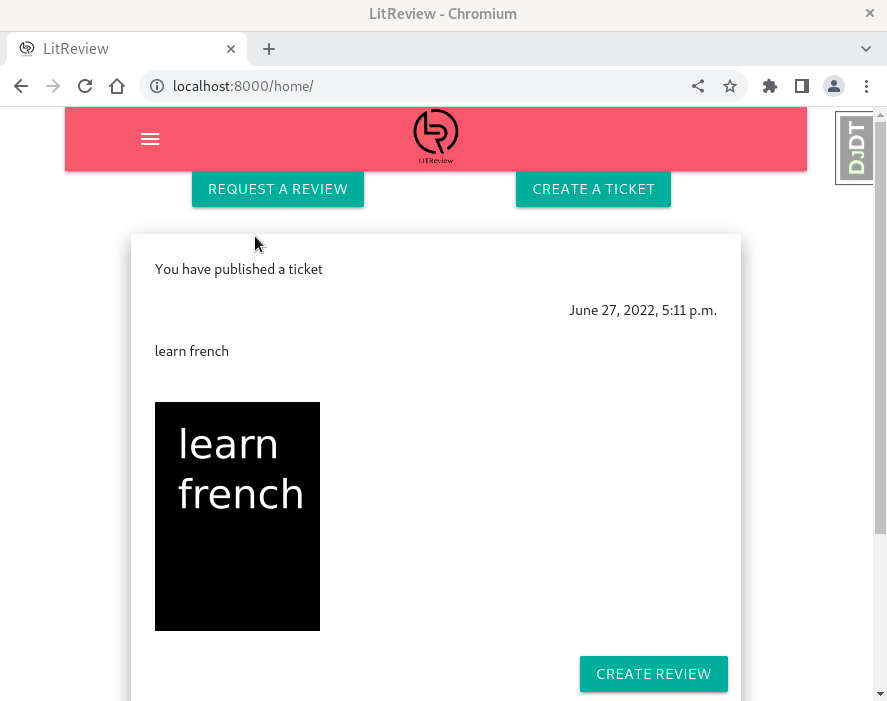 LitReview - Chromium
LitReview
localhost:8000/home/
LITReview
DJDT
REQUEST A REVIEW
CREATE A TICKET
You have published a ticket
June 27, 2022, 5:11 p.m.
learn french
learn
french
CREATE REVIEW